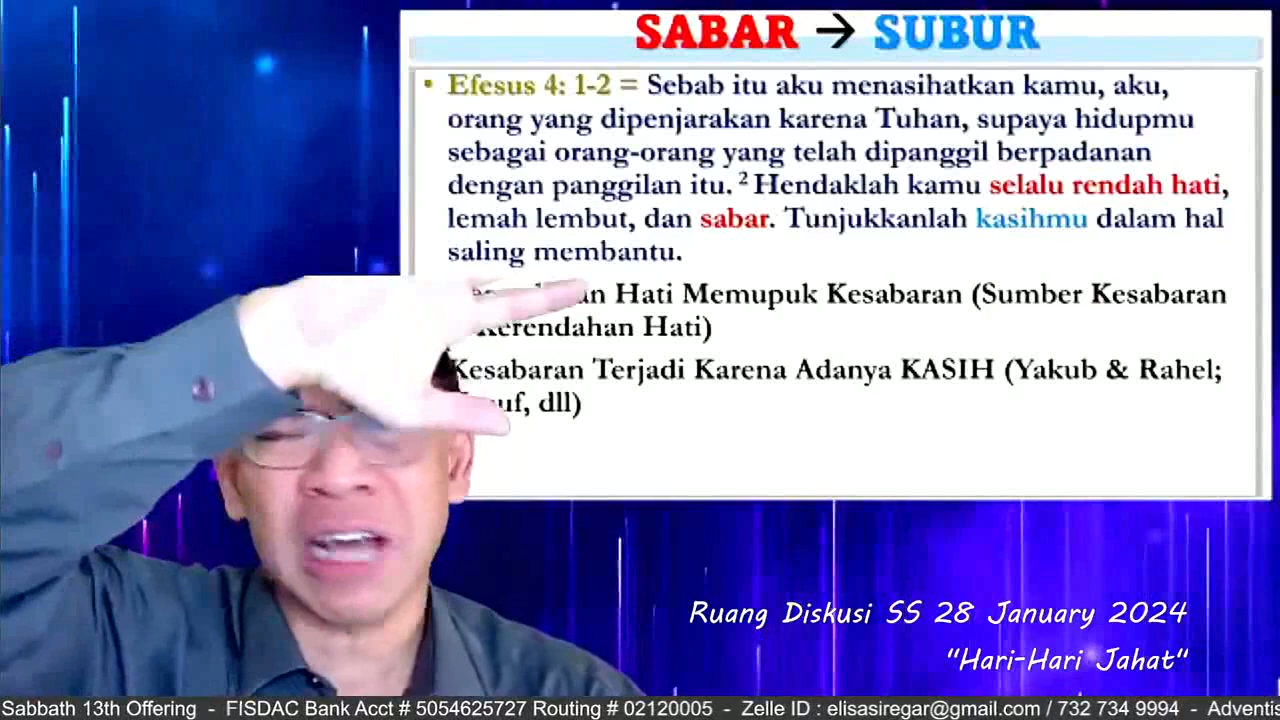 SABAR → SUBUR
• Efesus 4: 1-2 = Sebab itu aku menasihatkan kamu, aku,
orang yang dipenjarakan karena Tuhan, supaya hidupmu
sebagai orang-orang yang telah dipanggil berpadanan
dengan panggilan itu. ² Hendaklah kamu selalu rendah hati,
lemah lembut, dan sabar. Tunjukkanlah kasihmu dalam hal
saling membantu.
Hati Memupuk Kesabaran (Sumber Kesabaran
Kerendahan Hati)
Kesabaran Terjadi Karena Adanya KASIH (Yakub & Rahel;
dll)
Ruang Diskusi SS 28 January 2024
"Hari-Hari Jahat"
Sabbath 13th Offering - FISDAC Bank Acct # 5054625727 Routing # 02120005 - Zelle ID : elisasiregar@gmail.com / 732 734 9994 - Adventis